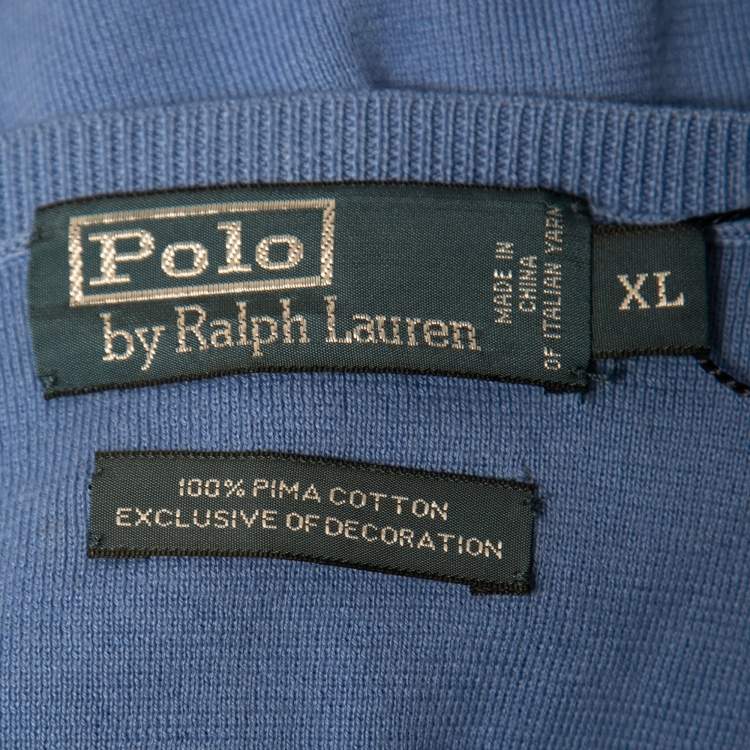 Polo
by Ralph Lauren
MADE IN
CHINA
OF ITALIAN YARN
XL
100% PIMA COTTON
EXCLUSIVE OF DECORATION